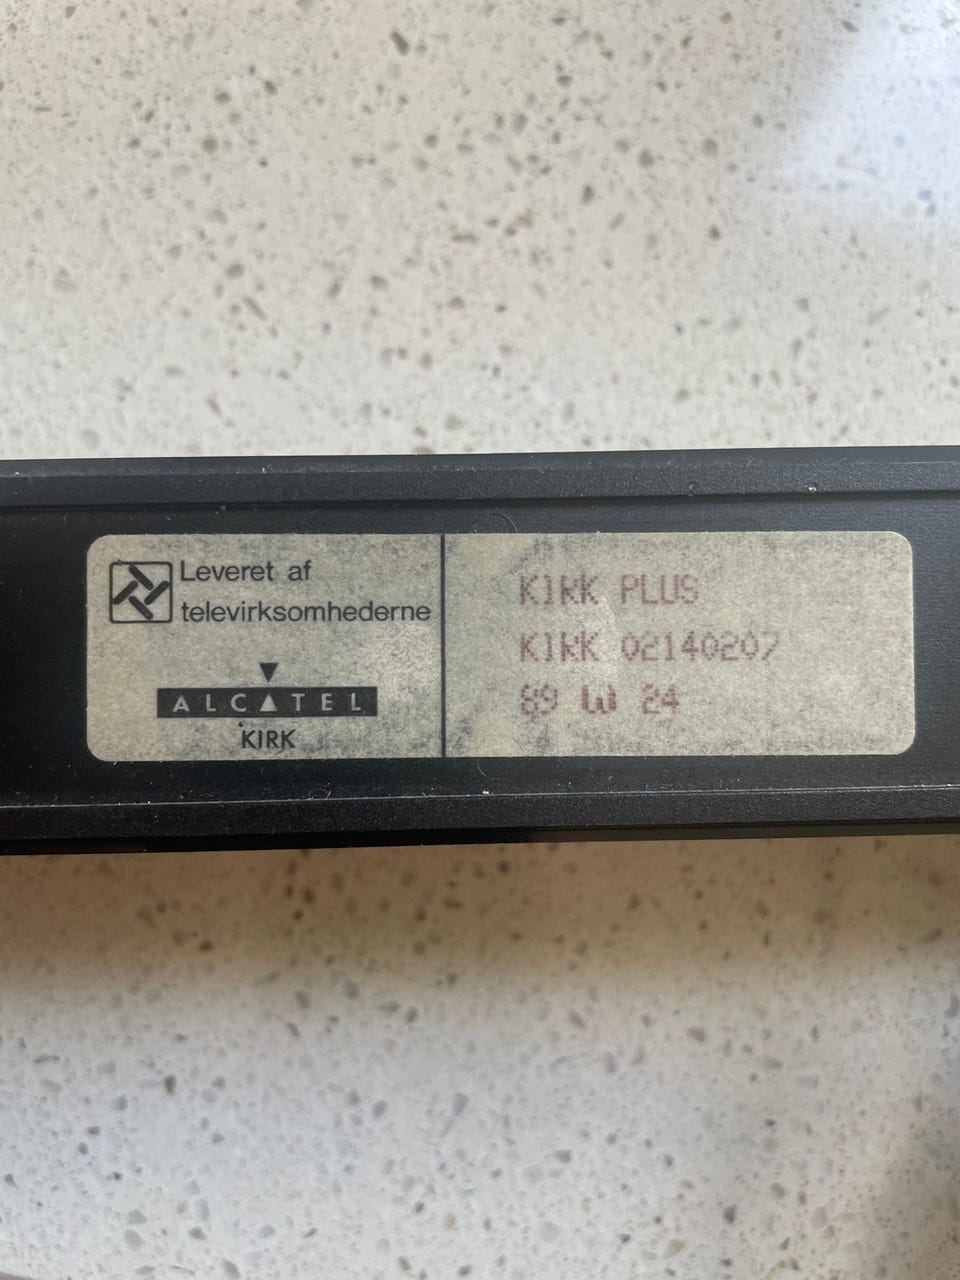 Leveret af
televirksomhederne
ALCATEL
KIRK
KIRK PLUS
KIRK 02140207
89 W 24